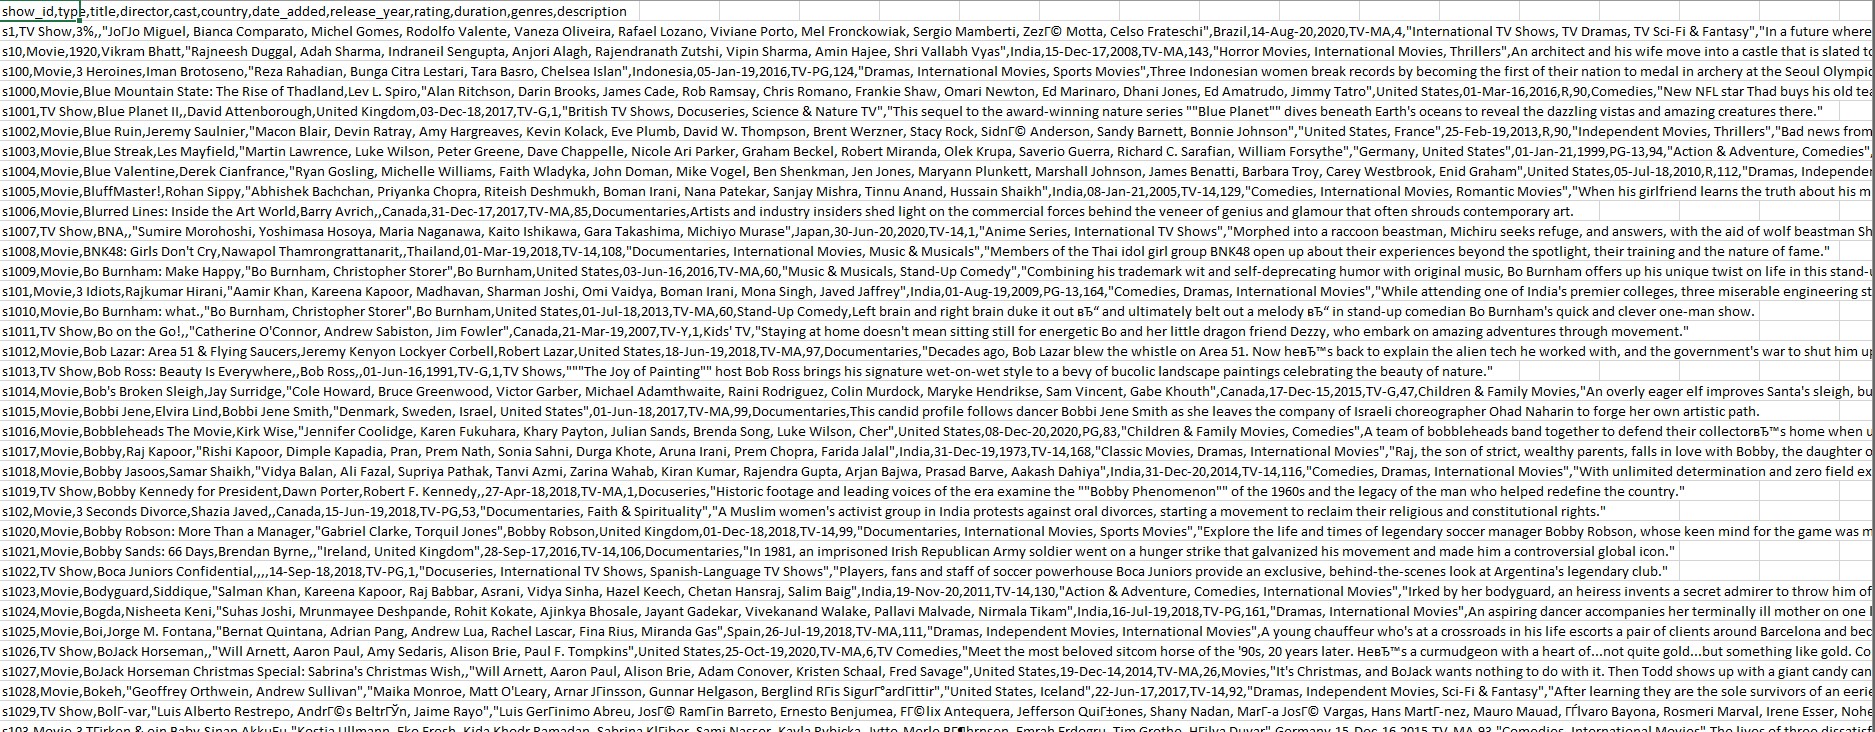 show_id,type,title,director,cast,country,date_added,release_year,rating,duration,genres,description
s1,TV Show,3%,,"JoГЈo Miguel, Bianca Comparato, Michel Gomes, Rodolfo Valente, Vaneza Oliveira, Rafael Lozano, Viviane Porto, Mel Fronckowiak, Sergio Mamberti, ZezГ© Motta, Celso Frateschi",Brazil,14-Aug-20,2020,TV-MA,4,"International TV Shows, TV Dramas, TV Sci-Fi & Fantasy","In a future where
s10,Movie,1920,Vikram Bhatt,"Rajneesh Duggal, Adah Sharma, Indraneil Sengupta, Anjori Alagh, Rajendranath Zutshi, Vipin Sharma, Amin Hajee, Shri Vallabh Vyas",India,15-Dec-17,2008,TV-MA,143,"Horror Movies, International Movies, Thrillers",An architect and his wife move into a castle that is slated to
s100,Movie,3 Heroines,Iman Brotoseno,"Reza Rahadian, Bunga Citra Lestari, Tara Basro, Chelsea Islan",Indonesia,05-Jan-19,2016,TV-PG,124,"Dramas, International Movies, Sports Movies",Three Indonesian women break records by becoming the first of their nation to medal in archery at the Seoul Olympic
s1000,Movie,Blue Mountain State: The Rise of Thadland,Lev L. Spiro,"Alan Ritchson, Darin Brooks, James Cade, Rob Ramsay, Chris Romano, Frankie Shaw, Omari Newton, Ed Marinaro, Dhani Jones, Ed Amatrudo, Jimmy Tatro",United States,01-Mar-16,2016,R,90,Comedies,"New NFL star Thad buys his old tea
s1001,TV Show,Blue Planet II,,David Attenborough,United Kingdom,03-Dec-18,2017,TV-G,1,"British TV Shows, Docuseries, Science & Nature TV","This sequel to the award-winning nature series ""Blue Planet"" dives beneath Earth's oceans to reveal the dazzling vistas and amazing creatures there."
s1002,Movie,Blue Ruin,Jeremy Saulnier,"Macon Blair, Devin Ratray, Amy Hargreaves, Kevin Kolack, Eve Plumb, David W. Thompson, Brent Werzner, Stacy Rock, SidnГ© Anderson, Sandy Barnett, Bonnie Johnson","United States, France",25-Feb-19,2013,R,90,"Independent Movies, Thrillers","Bad news from
s1003,Movie,Blue Streak,Les Mayfield,"Martin Lawrence, Luke Wilson, Peter Greene, Dave Chappelle, Nicole Ari Parker, Graham Beckel, Robert Miranda, Olek Krupa, Saverio Guerra, Richard C. Sarafian, William Forsythe","Germany, United States",01-Jan-21,1999,PG-13,94,"Action & Adventure, Comedies",
s1004,Movie,Blue Valentine,Derek Cianfrance,"Ryan Gosling, Michelle Williams, Faith Wladyka, John Doman, Mike Vogel, Ben Shenkman, Jen Jones, Maryann Plunkett, Marshall Johnson, James Benatti, Barbara Troy, Carey Westbrook, Enid Graham",United States,05-Jul-18,2010,R,112,"Dramas, Independen
s1005,Movie,BluffMaster!,Rohan Sippy,"Abhishek Bachchan, Priyanka Chopra, Riteish Deshmukh, Boman Irani, Nana Patekar, Sanjay Mishra, Tinnu Anand, Hussain Shaikh",India,08-Jan-21,2005,TV-14,129,"Comedies, International Movies, Romantic Movies","When his girlfriend learns the truth about his m
s1006,Movie,Blurred Lines: Inside the Art World,Barry Avrich,,Canada,31-Dec-17,2017,TV-MA,85,Documentaries,Artists and industry insiders shed light on the commercial forces behind the veneer of genius and glamour that often shrouds contemporary art.
s1007,TV Show,BNA,,"Sumire Morohoshi, Yoshimasa Hosoya, Maria Naganawa, Kaito Ishikawa, Gara Takashima, Michiyo Murase",Japan,30-Jun-20,2020,TV-14,1,"Anime Series, International TV Shows","Morphed into a raccoon beastman, Michiru seeks refuge, and answers, with the aid of wolf beastman Sh
s1008,Movie,BNK48: Girls Don't Cry,Nawapol Thamrongrattanarit,,Thailand,01-Mar-19,2018,TV-14,108,"Documentaries, International Movies, Music & Musicals","Members of the Thai idol girl group BNK48 open up about their experiences beyond the spotlight, their training and the nature of fame."
s1009,Movie,Bo Burnham: Make Happy,"Bo Burnham, Christopher Storer",Bo Burnham,United States,03-Jun-16,2016,TV-MA,60,"Music & Musicals, Stand-Up Comedy","Combining his trademark wit and self-deprecating humor with original music, Bo Burnham offers up his unique twist on life in this stand-u
s101,Movie,3 Idiots,Rajkumar Hirani,"Aamir Khan, Kareena Kapoor, Madhavan, Sharman Joshi, Omi Vaidya, Boman Irani, Mona Singh, Javed Jaffrey",India,01-Aug-19,2009,PG-13,164,"Comedies, Dramas, International Movies","While attending one of India's premier colleges, three miserable engineering st
s1010,Movie,Bo Burnham: what.,"Bo Burnham, Christopher Storer",Bo Burnham,United States,01-Jul-18,2013,TV-MA,60,Stand-Up Comedy,Left brain and right brain duke it out вЂ“ and ultimately belt out a melody вЂ“ in stand-up comedian Bo Burnham's quick and clever one-man show.
s1011,TV Show,Bo on the Go!,,"Catherine O'Connor, Andrew Sabiston, Jim Fowler",Canada,21-Mar-19,2007,TV-Y,1,Kids' TV,"Staying at home doesn't mean sitting still for energetic Bo and her little dragon friend Dezzy, who embark on amazing adventures through movement."
s1012,Movie,Bob Lazar: Area 51 & Flying Saucers,Jeremy Kenyon Lockyer Corbell,Robert Lazar,United States,18-Jun-19,2018,TV-MA,97,Documentaries,"Decades ago, Bob Lazar blew the whistle on Area 51. Now heвЂ™s back to explain the alien tech he worked with, and the government's war to shut him up
s1013,TV Show,Bob Ross: Beauty Is Everywhere,,Bob Ross,,01-Jun-16,1991,TV-G,1,TV Shows,"""The Joy of Painting"" host Bob Ross brings his signature wet-on-wet style to a bevy of bucolic landscape paintings celebrating the beauty of nature."
s1014,Movie,Bob's Broken Sleigh,Jay Surridge,"Cole Howard, Bruce Greenwood, Victor Garber, Michael Adamthwaite, Raini Rodriguez, Colin Murdock, Maryke Hendrikse, Sam Vincent, Gabe Khouth",Canada,17-Dec-15,2015,TV-G,47,Children & Family Movies,"An overly eager elf improves Santa's sleigh, bu
s1015,Movie,Bobbi Jene,Elvira Lind,Bobbi Jene Smith,"Denmark, Sweden, Israel, United States",01-Jun-18,2017,TV-MA,99,Documentaries,This candid profile follows dancer Bobbi Jene Smith as she leaves the company of Israeli choreographer Ohad Naharin to forge her own artistic path.
s1016,Movie,Bobbleheads The Movie,Kirk Wise,"Jennifer Coolidge, Karen Fukuhara, Khary Payton, Julian Sands, Brenda Song, Luke Wilson, Cher",United States,08-Dec-20,2020,PG,83,"Children & Family Movies, Comedies",A team of bobbleheads band together to defend their collectorвЂ™s home when u
s1017,Movie,Bobby,Raj Kapoor,"Rishi Kapoor, Dimple Kapadia, Pran, Prem Nath, Sonia Sahni, Durga Khote, Aruna Irani, Prem Chopra, Farida Jalal",India,31-Dec-19,1973,TV-14,168,"Classic Movies, Dramas, International Movies","Raj, the son of strict, wealthy parents, falls in love with Bobby, the daughter o
s1018,Movie,Bobby Jasoos,Samar Shaikh,"Vidya Balan, Ali Fazal, Supriya Pathak, Tanvi Azmi, Zarina Wahab, Kiran Kumar, Rajendra Gupta, Arjan Bajwa, Prasad Barve, Aakash Dahiya",India,31-Dec-20,2014,TV-14,116,"Comedies, Dramas, International Movies","With unlimited determination and zero field ex
s1019,TV Show,Bobby Kennedy for President,Dawn Porter,Robert F. Kennedy,,27-Apr-18,2018,TV-MA,1,Docuseries,"Historic footage and leading voices of the era examine the ""Bobby Phenomenon"" of the 1960s and the legacy of the man who helped redefine the country."
s102,Movie,3 Seconds Divorce,Shazia Javed,,Canada,15-Jun-19,2018,TV-PG,53,"Documentaries, Faith & Spirituality","A Muslim women's activist group in India protests against oral divorces, starting a movement to reclaim their religious and constitutional rights."
s1020,Movie,Bobby Robson: More Than a Manager,"Gabriel Clarke, Torquil Jones",Bobby Robson,United Kingdom,01-Dec-18,2018,TV-14,99,"Documentaries, International Movies, Sports Movies","Explore the life and times of legendary soccer manager Bobby Robson, whose keen mind for the game was m
s1021,Movie,Bobby Sands: 66 Days,Brendan Byrne,,"Ireland, United Kingdom",28-Sep-17,2016,TV-14,106,Documentaries,"In 1981, an imprisoned Irish Republican Army soldier went on a hunger strike that galvanized his movement and made him a controversial global icon."
s1022,TV Show,Boca Juniors Confidential,,,,14-Sep-18,2018,TV-PG,1,"Docuseries, International TV Shows, Spanish-Language TV Shows","Players, fans and staff of soccer powerhouse Boca Juniors provide an exclusive, behind-the-scenes look at Argentina's legendary club."
s1023,Movie,Bodyguard,Siddique,"Salman Khan, Kareena Kapoor, Raj Babbar, Asrani, Vidya Sinha, Hazel Keech, Chetan Hansraj, Salim Baig",India,19-Nov-20,2011,TV-14,130,"Action & Adventure, Comedies, International Movies","Irked by her bodyguard, an heiress invents a secret admirer to throw him of
s1024,Movie,Bogda,Nisheeta Keni,"Suhas Joshi, Mrunmayee Deshpande, Rohit Kokate, Ajinkya Bhosale, Jayant Gadekar, Vivekanand Walake, Pallavi Malvade, Nirmala Tikam",India,16-Jul-19,2018,TV-PG,161,"Dramas, International Movies",An aspiring dancer accompanies her terminally ill mother on one l
s1025,Movie,Boi,Jorge M. Fontana,"Bernat Quintana, Adrian Pang, Andrew Lua, Rachel Lascar, Fina Rius, Miranda Gas",Spain,26-Jul-19,2018,TV-MA,111,"Dramas, Independent Movies, International Movies",A young chauffeur who's at a crossroads in his life escorts a pair of clients around Barcelona and bec
s1026,TV Show,BoJack Horseman,,"Will Arnett, Aaron Paul, Amy Sedaris, Alison Brie, Paul F. Tompkins",United States,25-Oct-19,2020,TV-MA,6,TV Comedies,"Meet the most beloved sitcom horse of the '90s, 20 years later. HeвЂ™s a curmudgeon with a heart of...not quite gold...but something like gold. Co
s1027,Movie,BoJack Horseman Christmas Special: Sabrina's Christmas Wish,,"Will Arnett, Aaron Paul, Alison Brie, Adam Conover, Kristen Schaal, Fred Savage",United States,19-Dec-14,2014,TV-MA,26,Movies,"It's Christmas, and BoJack wants nothing to do with it. Then Todd shows up with a giant candy can
s1028,Movie,Bokeh,"Geoffrey Orthwein, Andrew Sullivan","Maika Monroe, Matt O'Leary, Arnar JГіnsson, Gunnar Helgason, Berglind RГіs SigurГ°ardГіttir","United States, Iceland",22-Jun-17,2017,TV-14,92,"Dramas, Independent Movies, Sci-Fi & Fantasy","After learning they are the sole survivors of an eerie
s1029,TV Show,BolГ-var,"Luis Alberto Restrepo, AndrГ©s BeltrГЎn, Jaime Rayo","Luis GerГіnimo Abreu, JosГ© RamГіn Barreto, Ernesto Benjumea, FГ©lix Antequera, Jefferson QuiГ±ones, Shany Nadan, MarГ-a JosГ© Vargas, Hans MartГ-nez, Mauro Mauad, ГЃlvaro Bayona, Rosmeri Marval, Irene Esser, Nohe